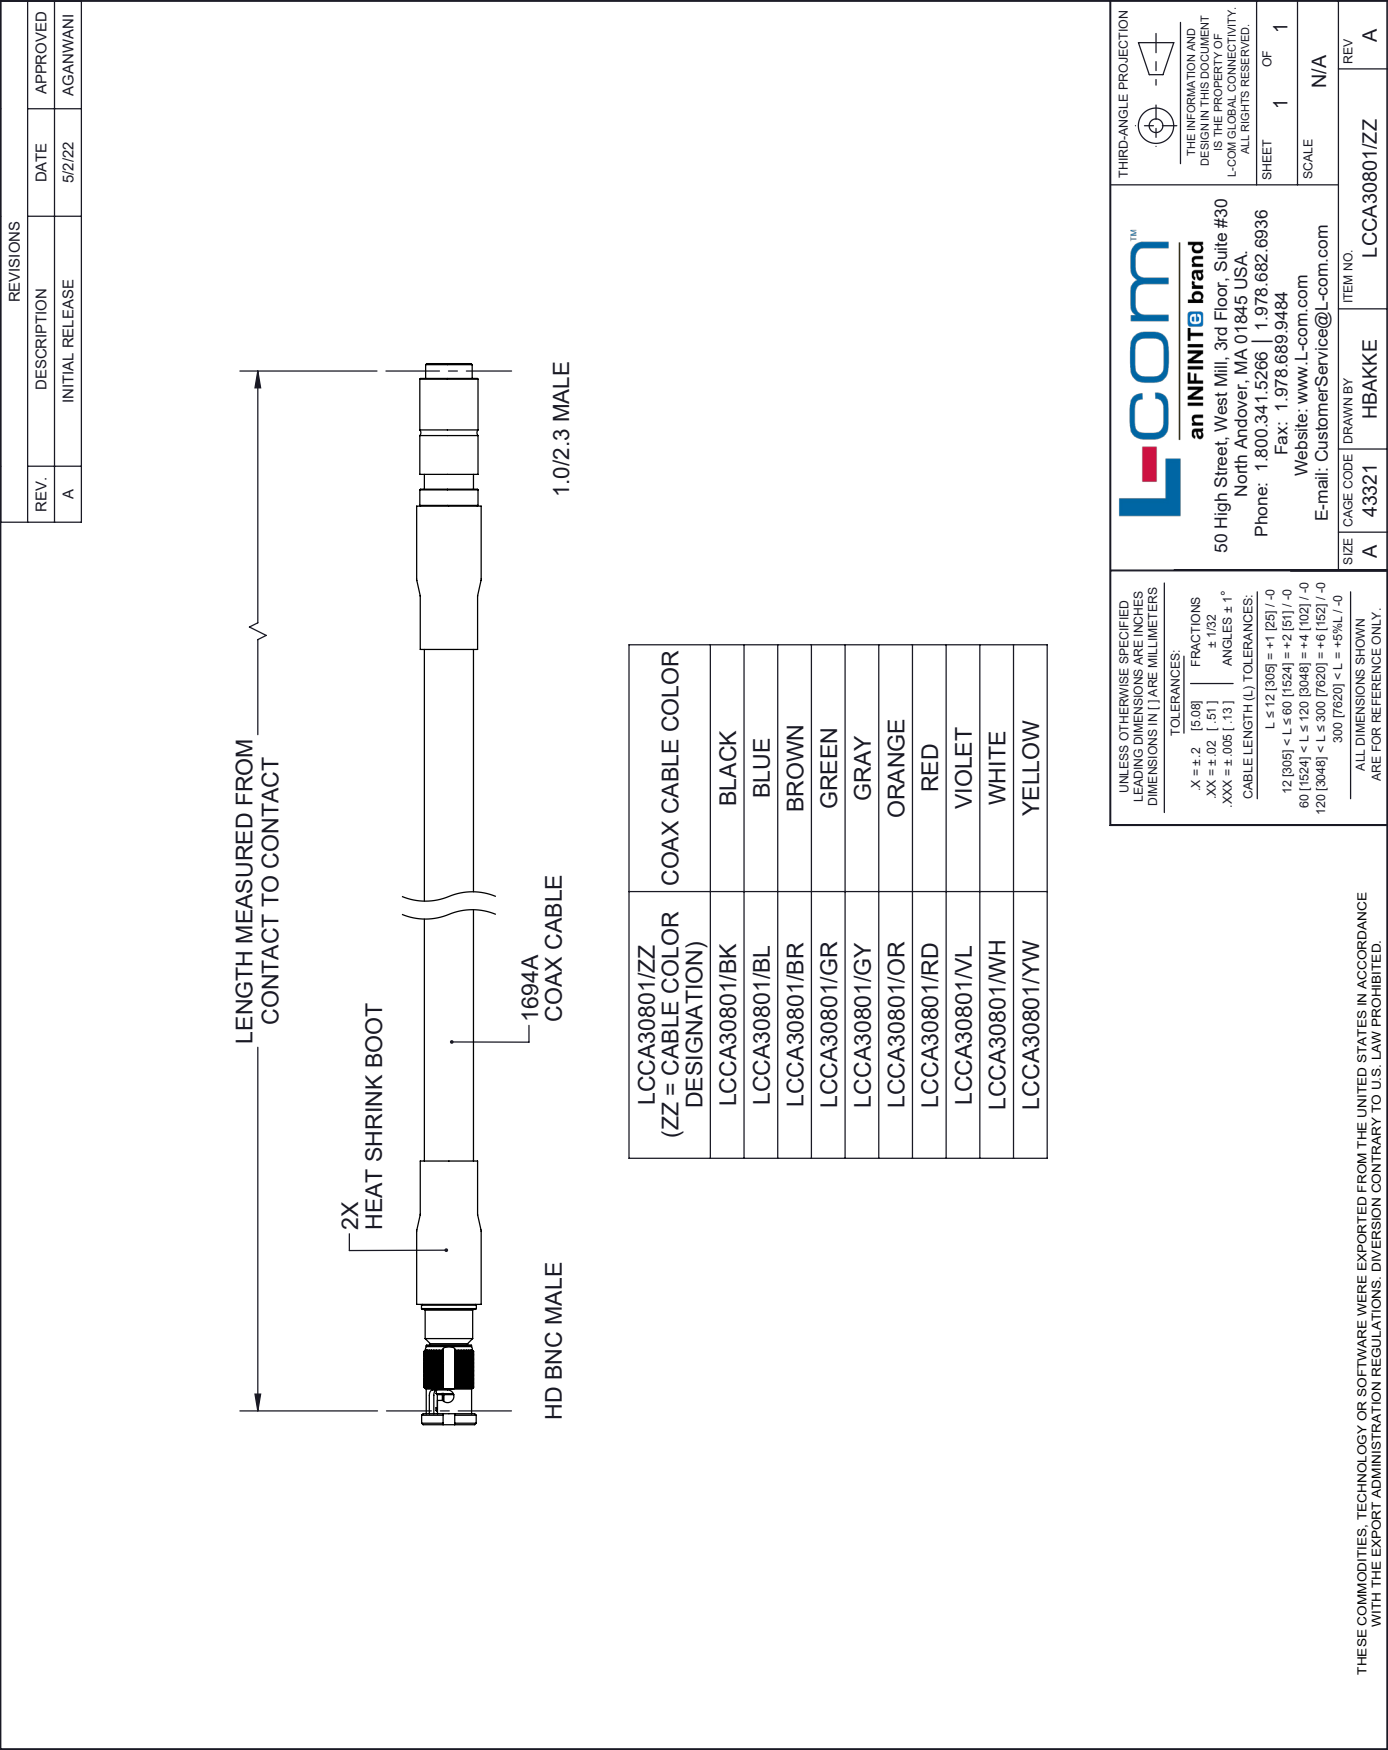 REVISIONS
REV. DESCRIPTION DATE APPROVED
A INITIAL RELEASE 5/2/22 AGANWANI
LENGTH MEASURED FROM
CONTACT TO CONTACT
2X
HEAT SHRINK BOOT
1694A
COAX CABLE
HD BNC MALE
1.0/2.3 MALE
LCCA30801/ZZ
(ZZ = CABLE COLOR
DESIGNATION)
COAX CABLE COLOR
LCCA30801/BK BLACK
LCCA30801/BL BLUE
LCCA30801/BR BROWN
LCCA30801/GR GREEN
LCCA30801/GY GRAY
LCCA30801/OR ORANGE
LCCA30801/RD RED
LCCA30801/VL VIOLET
LCCA30801/WH WHITE
LCCA30801/YW YELLOW
UNLESS OTHERWISE SPECIFIED
LEADING DIMENSIONS ARE INCHES
DIMENSIONS IN [ ] ARE MILLIMETERS
TOLERANCES:
.X = ±.2 [5.08] FRACTIONS
.XX = ±.02 [.51] ± 1/32
.XXX = ±.005 [.13] ANGLES ± 1°
CABLE LENGTH (L) TOLERANCES:
L ≤ 12 [305] = +1 [25] / -0
12 [305] < L ≤ 60 [1524] = +2 [51] / -0
60 [1524] < L ≤ 120 [3048] = +4 [102] / -0
120 [3048] < L ≤ 300 [7620] = +6 [152] / -0
300 [7620] < L = +5%L / -0
ALL DIMENSIONS SHOWN
ARE FOR REFERENCE ONLY.
L-com™
an INFINITe brand
50 High Street, West Mill, 3rd Floor, Suite #30
North Andover, MA 01845 USA.
Phone: 1.800.341.5266 | 1.978.682.6936
Fax: 1.978.689.9484
Website: www.L-com.com
E-mail: CustomerService@L-com.com
THIRD-ANGLE PROJECTION
THE INFORMATION AND
DESIGN IN THIS DOCUMENT
IS THE PROPERTY OF
L-COM GLOBAL CONNECTIVITY.
ALL RIGHTS RESERVED.
SHEET 1 OF 1
SCALE N/A
SIZE CAGE CODE DRAWN BY ITEM NO. REV
A 43321 HBAKKE LCCA30801/ZZ A
THESE COMMODITIES, TECHNOLOGY OR SOFTWARE WERE EXPORTED FROM THE UNITED STATES IN ACCORDANCE
WITH THE EXPORT ADMINISTRATION REGULATIONS. DIVERSION CONTRARY TO U.S. LAW PROHIBITED.